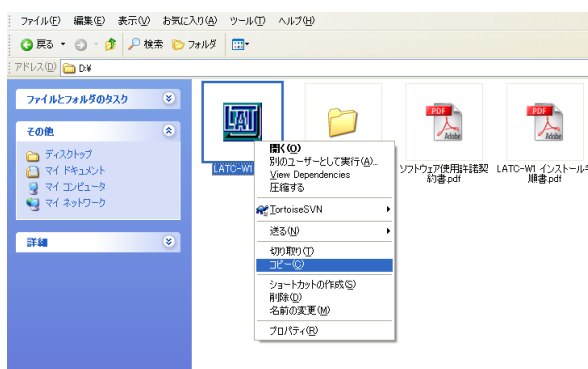 ファイル(F) 編集(E) 表示(V) お気に入り(A) ツール(T) ヘルプ(H)
戻る 検索 フォルダ
アドレス(D) D:¥
ファイルとフォルダのタスク
その他
デスクトップ
マイ ドキュメント
マイ コンピュータ
マイ ネットワーク
詳細
LAT
LATC-W1
開く(O)
別のユーザーとして実行(A)...
View Dependencies
圧縮する
TortoiseSVN
送る(N)
切り取り(T)
コピー(C)
ショートカットの作成(S)
削除(D)
名前の変更(M)
プロパティ(R)
PDF
Adobe
ソフトウェア使用許諾契
約書.pdf
PDF
Adobe
LATC-W1 インストール手
順書.pdf